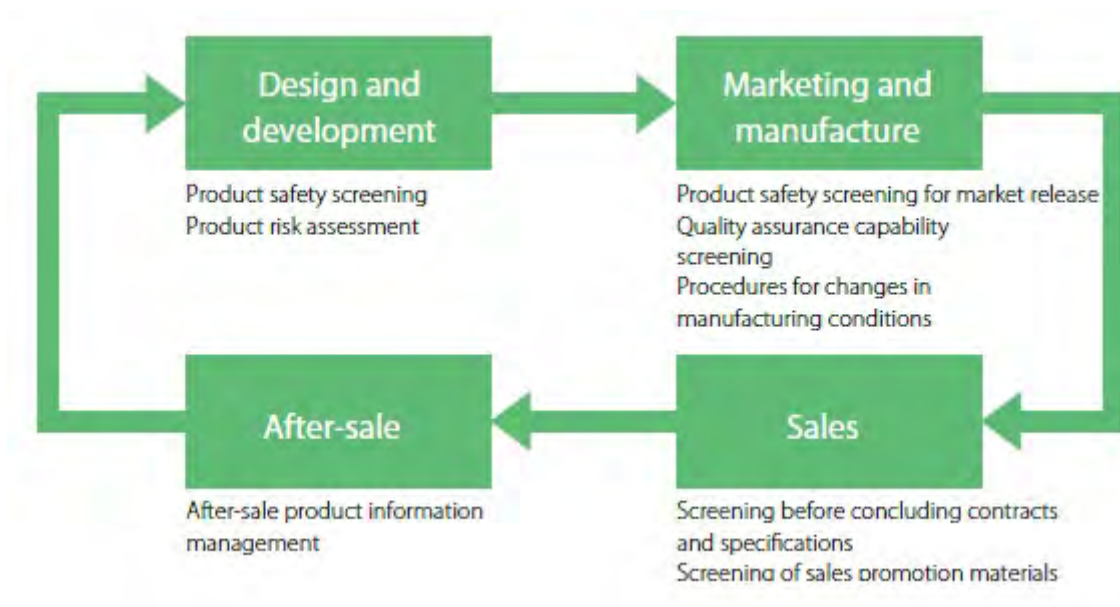 Design and
development
Product safety screening
Product risk assessment
Marketing and
manufacture
Product safety screening for market release
Quality assurance capability
screening
Procedures for changes in
manufacturing conditions
Sales
Screening before concluding contracts
and specifications
Screening of sales promotion materials
After-sale
After-sale product information
management